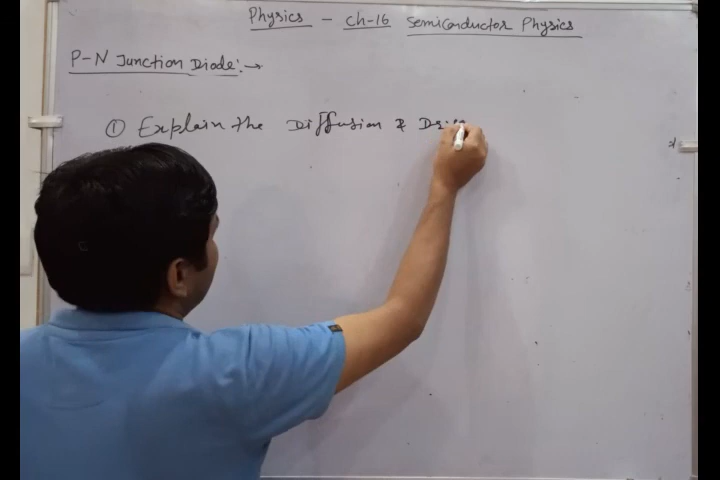 Physics - Ch-16 Semiconductor Physics
P-N Junction Diode:→
① Explain the Diffusion &